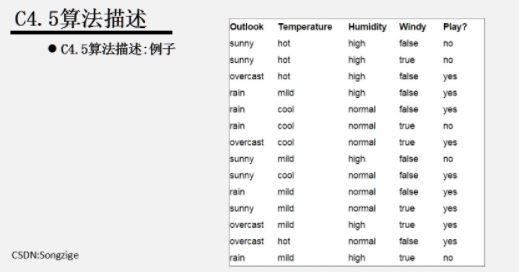 C4.5算法描述
● C4.5算法描述:例子
Outlook Temperature Humidity Windy Play?
sunny hot high false no
sunny hot high true no
overcast hot high false yes
rain mild high false yes
rain cool normal false yes
rain cool normal true no
overcast cool normal true yes
sunny mild high false no
sunny cool normal false yes
rain mild normal false yes
sunny mild normal true yes
overcast mild high true yes
overcast hot normal false yes
rain mild high true no
CSDN:Songzige